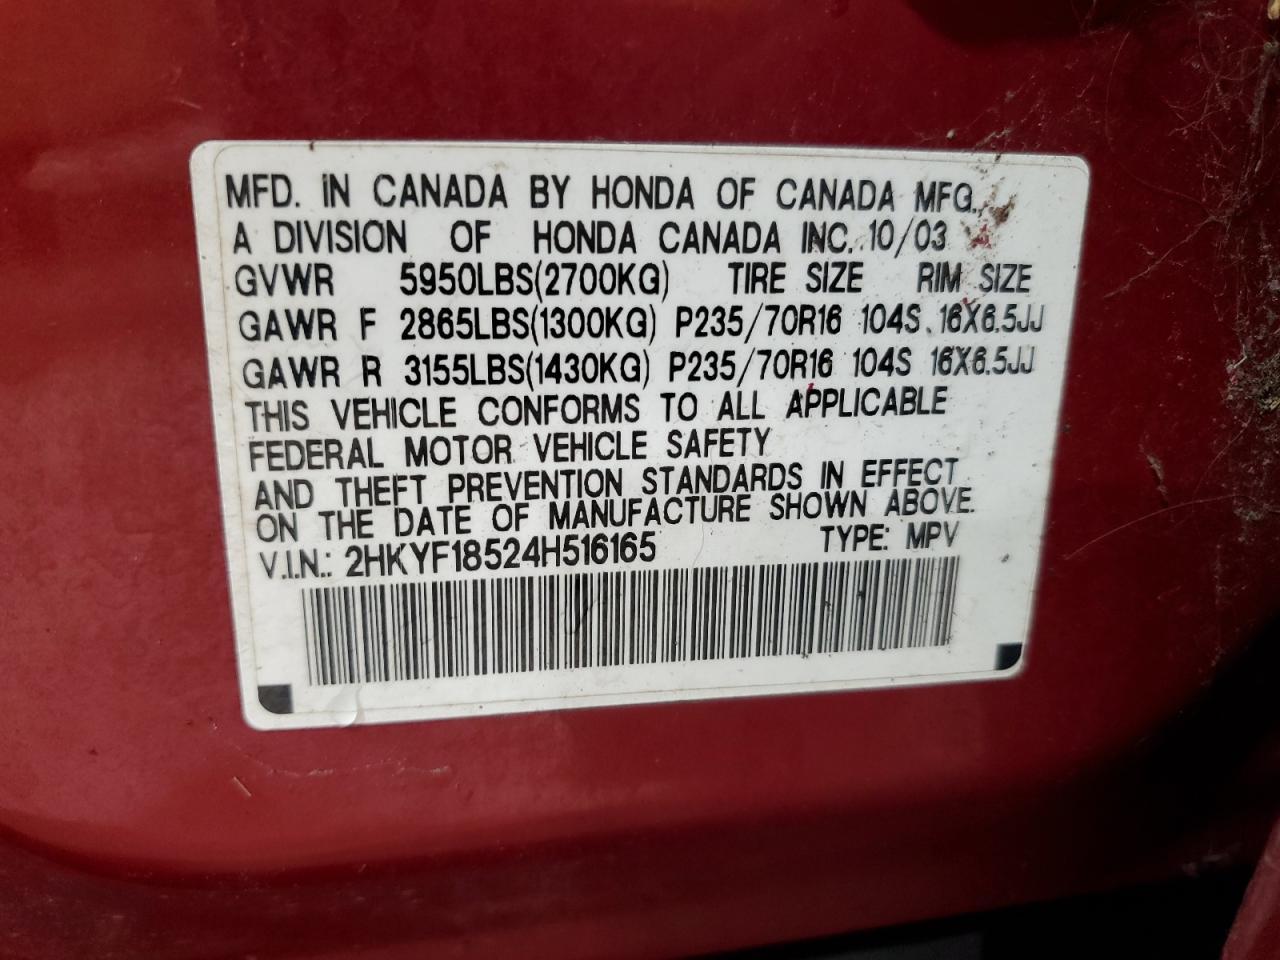 MFD. IN CANADA BY HONDA OF CANADA MFG.,
A DIVISION OF HONDA CANADA INC. 10/03
GVWR 5950LBS(2700KG) TIRE SIZE RIM SIZE
GAWR F 2865LBS(1300KG) P235/70R16 104S 16X6.5JJ
GAWR R 3155LBS(1430KG) P235/70R16 104S 16X6.5JJ
THIS VEHICLE CONFORMS TO ALL APPLICABLE
FEDERAL MOTOR VEHICLE SAFETY
AND THEFT PREVENTION STANDARDS IN EFFECT
ON THE DATE OF MANUFACTURE SHOWN ABOVE.
V.I.N.: 2HKYF18524H516165 TYPE: MPV